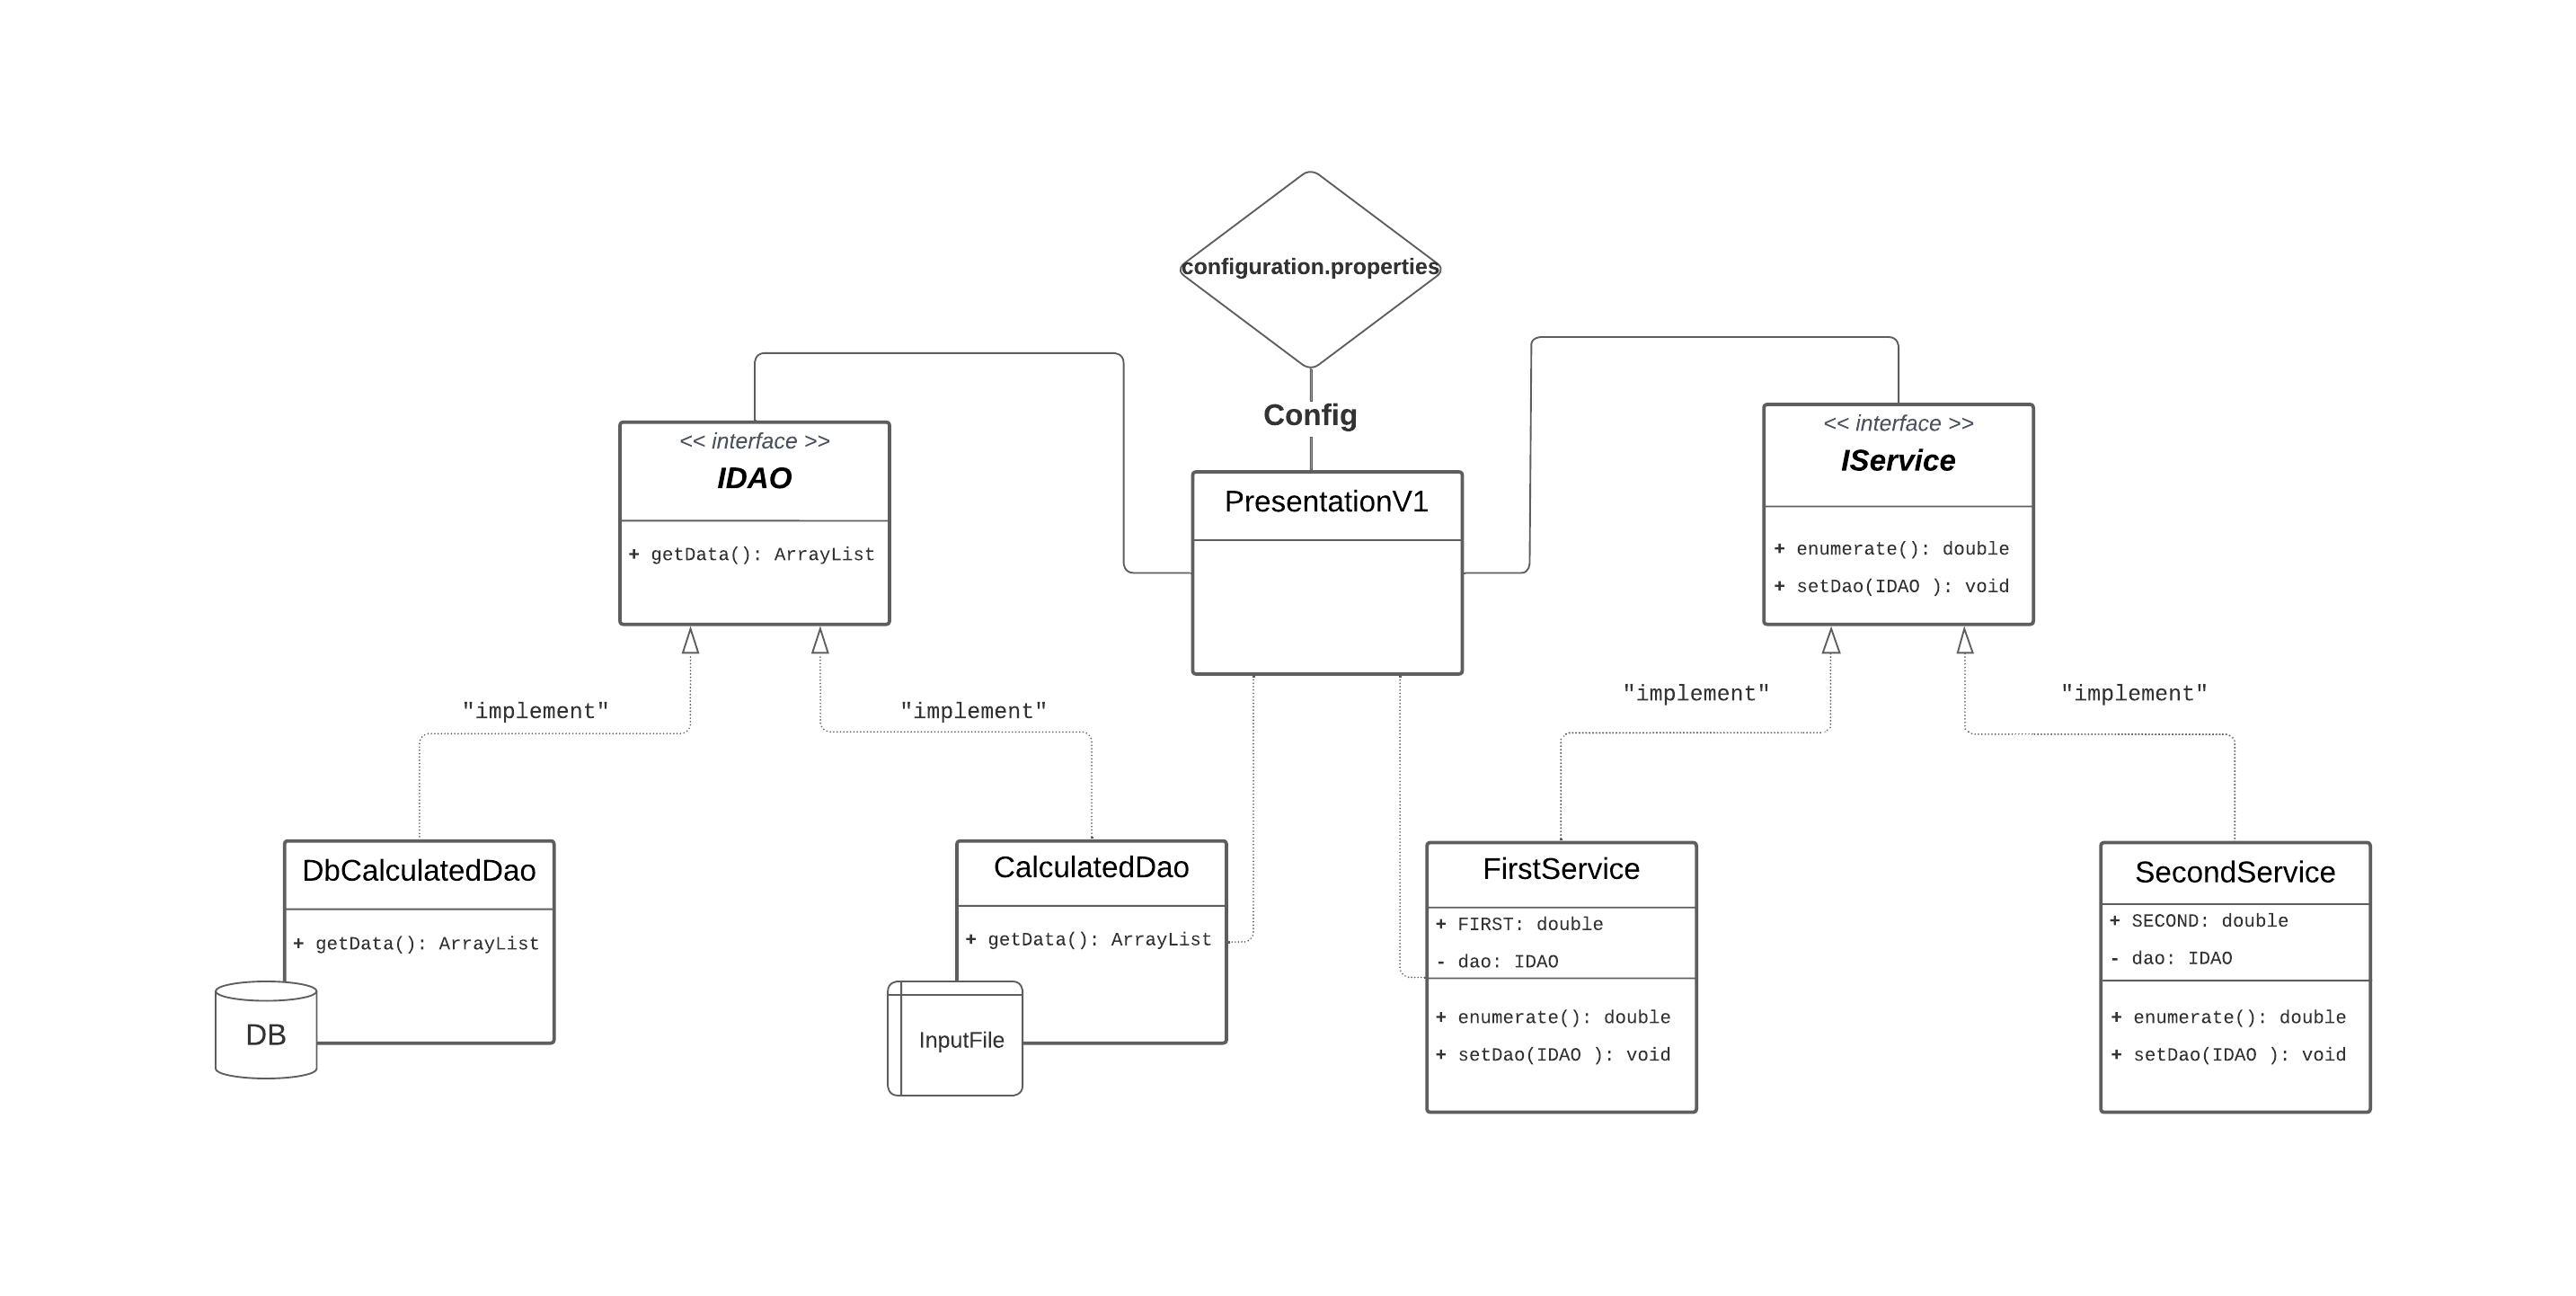 configuration.properties
Config
<< interface >>
IDAO
+ getData(): ArrayList
PresentationV1
<< interface >>
IService
+ enumerate(): double
+ setDao(IDAO ): void
"implement"
"implement"
"implement"
"implement"
DbCalculatedDao
+ getData(): ArrayList
DB
CalculatedDao
+ getData(): ArrayList
InputFile
FirstService
+ FIRST: double
- dao: IDAO
+ enumerate(): double
+ setDao(IDAO ): void
SecondService
+ SECOND: double
- dao: IDAO
+ enumerate(): double
+ setDao(IDAO ): void